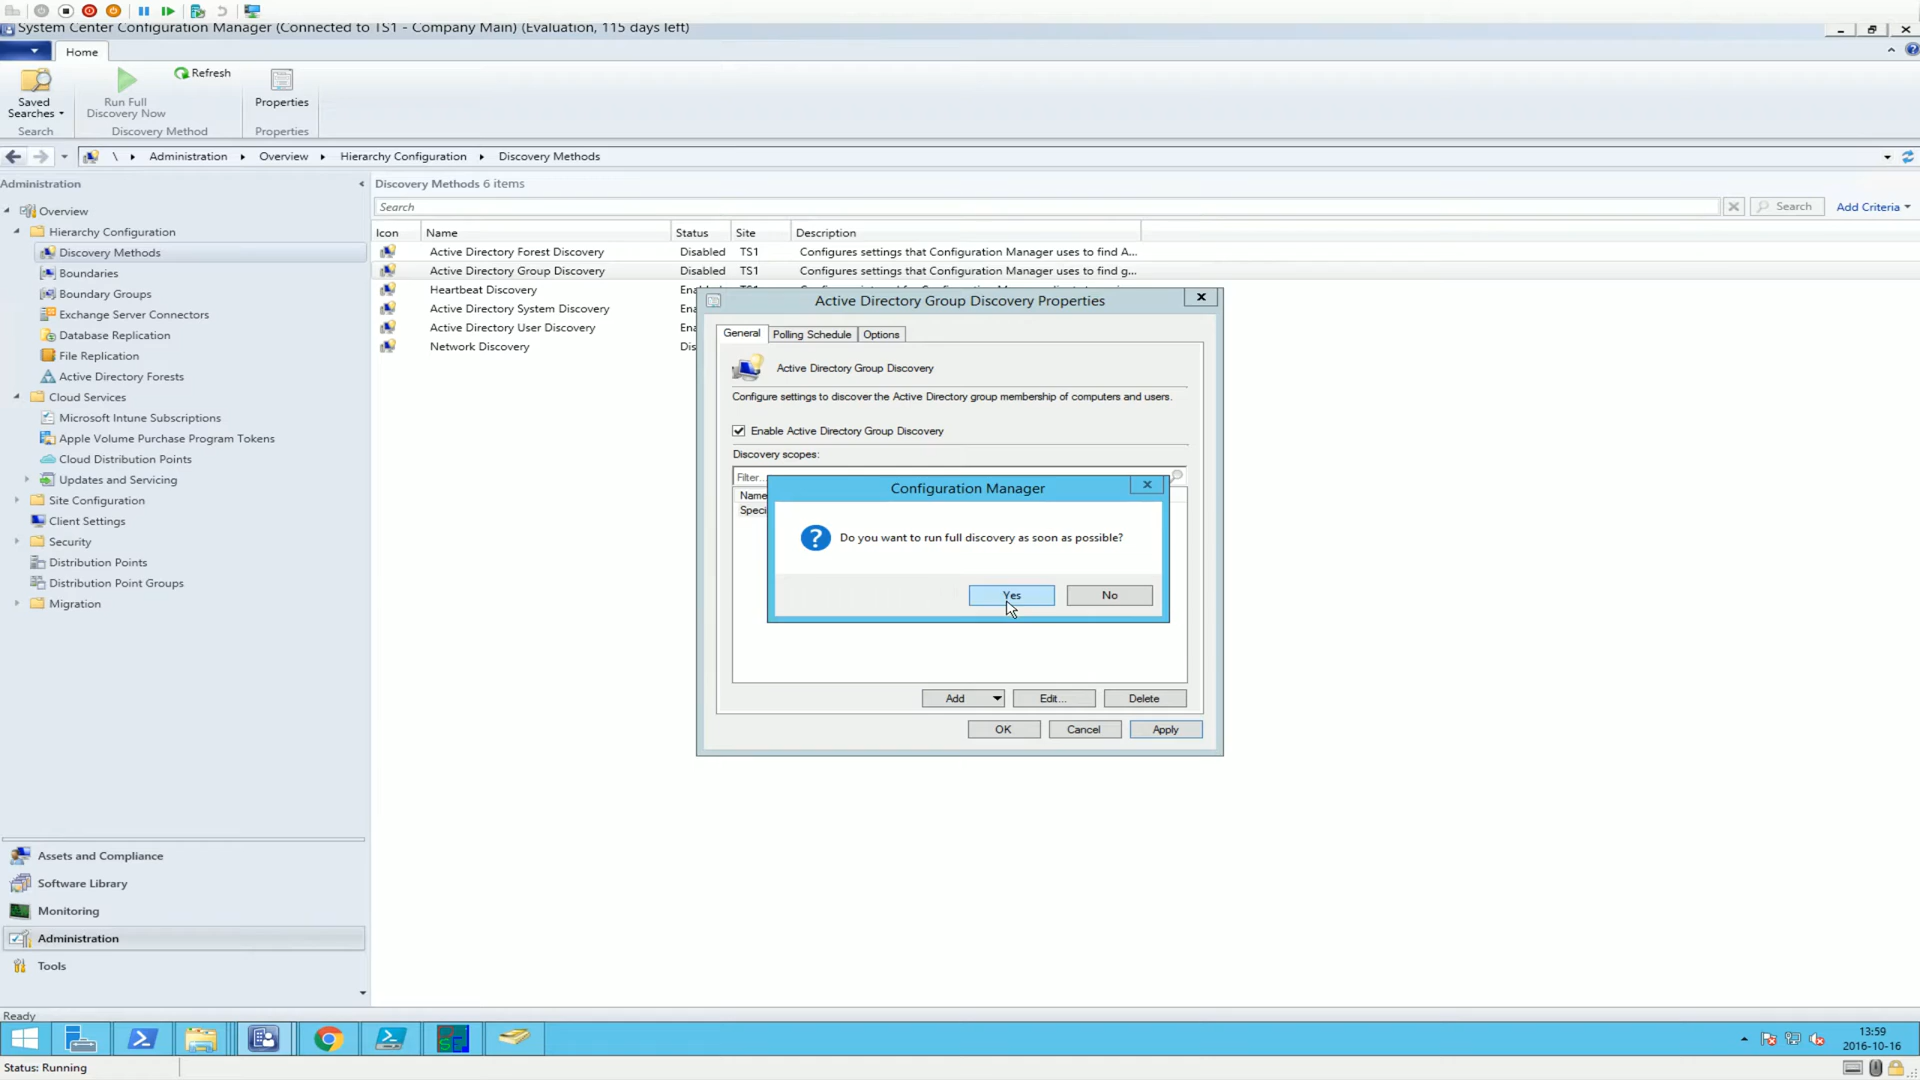 System Center Configuration Manager (Connected to TS1 - Company Main) (Evaluation, 115 days left)
Home
Saved Searches
Run Full Discovery Now
Refresh
Properties
Search
Discovery Method
Properties
\ Administration Overview Hierarchy Configuration Discovery Methods
Administration
Overview
Hierarchy Configuration
Discovery Methods
Boundaries
Boundary Groups
Exchange Server Connectors
Database Replication
File Replication
Active Directory Forests
Cloud Services
Microsoft Intune Subscriptions
Apple Volume Purchase Program Tokens
Cloud Distribution Points
Updates and Servicing
Site Configuration
Client Settings
Security
Distribution Points
Distribution Point Groups
Migration
Assets and Compliance
Software Library
Monitoring
Administration
Tools
Discovery Methods 6 items
Search
Search
Add Criteria
Icon Name Status Site Description
Active Directory Forest Discovery Disabled TS1 Configures settings that Configuration Manager uses to find A...
Active Directory Group Discovery Disabled TS1 Configures settings that Configuration Manager uses to find g...
Heartbeat Discovery
Active Directory System Discovery Ena
Active Directory User Discovery Ena
Network Discovery Dis
Active Directory Group Discovery Properties
General Polling Schedule Options
Active Directory Group Discovery
Configure settings to discover the Active Directory group membership of computers and users.
Enable Active Directory Group Discovery
Discovery scopes:
Filter...
Name
Speci
Configuration Manager
Do you want to run full discovery as soon as possible?
Yes No
Add Edit... Delete
OK Cancel Apply
Ready
13:59
2016-10-16
Status: Running